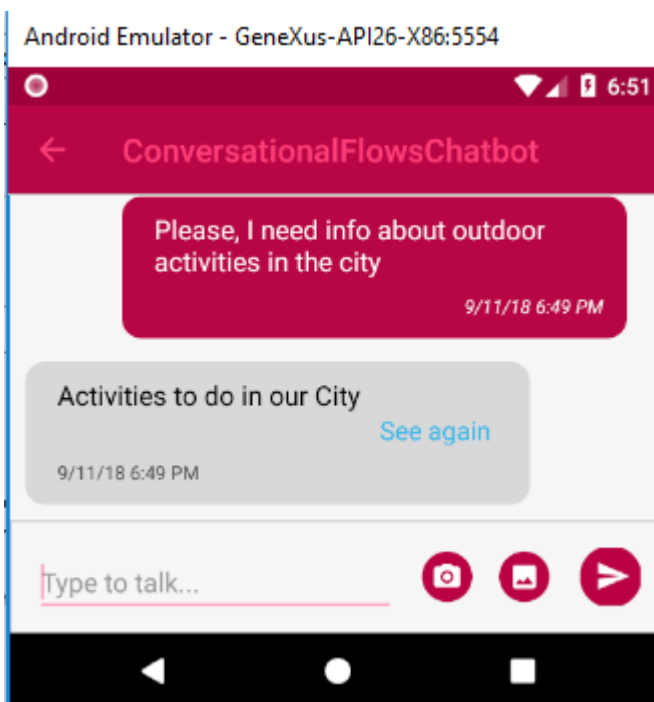 Android Emulator - GeneXus-API26-X86:5554
6:51
ConversationalFlowsChatbot
Please, I need info about outdoor
activities in the city
9/11/18 6:49 PM
Activities to do in our City
See again
9/11/18 6:49 PM
Type to talk...